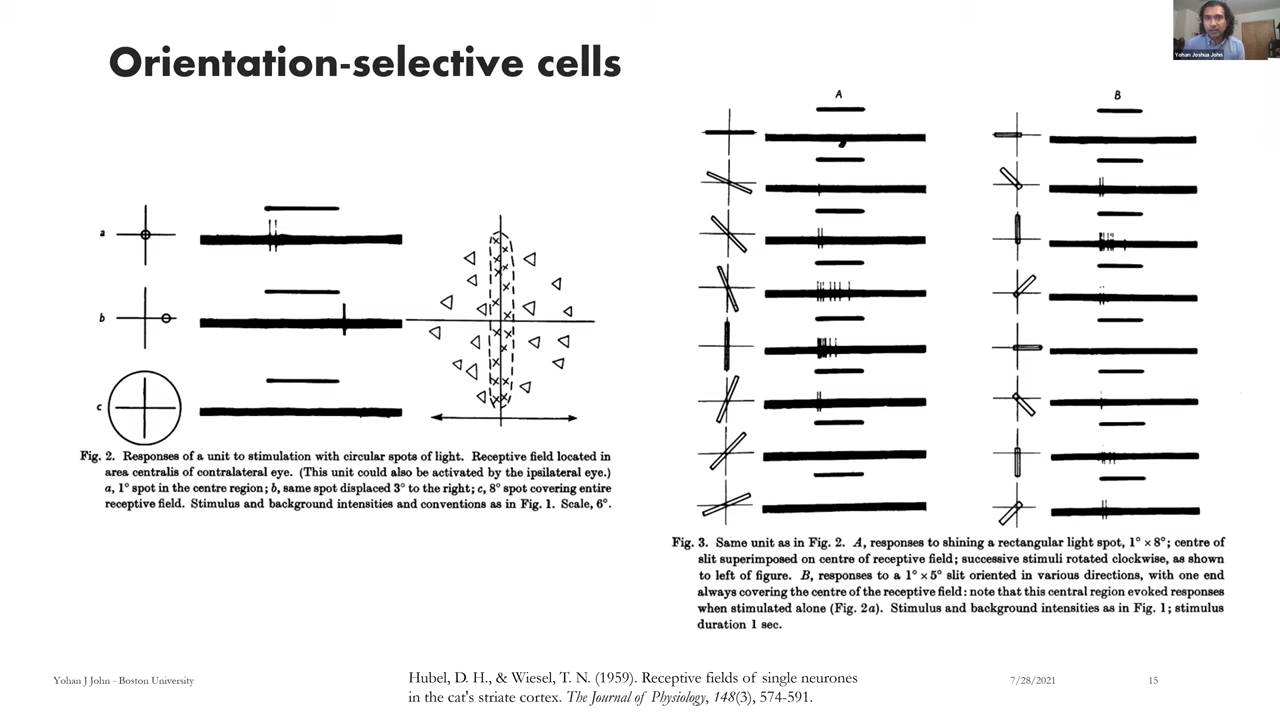 Orientation-selective cells
Yohan Joshua John
a
b
c
Fig. 2. Responses of a unit to stimulation with circular spots of light. Receptive field located in
area centralis of contralateral eye. (This unit could also be activated by the ipsilateral eye.)
a, 1° spot in the centre region; b, same spot displaced 3° to the right; c, 8° spot covering entire
receptive field. Stimulus and background intensities and conventions as in Fig. 1. Scale, 6°.
A
B
Fig. 3. Same unit as in Fig. 2. A, responses to shining a rectangular light spot, 1° × 8°; centre of
slit superimposed on centre of receptive field; successive stimuli rotated clockwise, as shown
to left of figure. B, responses to a 1° × 5° slit oriented in various directions, with one end
always covering the centre of the receptive field: note that this central region evoked responses
when stimulated alone (Fig. 2a). Stimulus and background intensities as in Fig. 1; stimulus
duration 1 sec.
Yohan J John - Boston University
Hubel, D. H., & Wiesel, T. N. (1959). Receptive fields of single neurones
in the cat's striate cortex. The Journal of Physiology, 148(3), 574-591.
7/28/2021
15